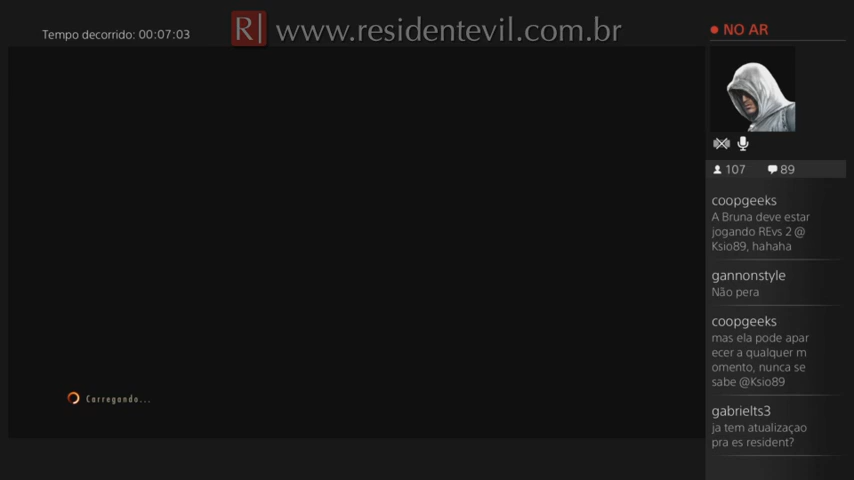 Tempo decorrido: 00:07:03
R| www.residentevil.com.br
NO AR
107 89
coopgeeks
A Bruna deve estar
jogando REvs 2 @
Ksio89, hahaha
gannonstyle
Não pera
coopgeeks
mas ela pode apar
ecer a qualquer m
omento, nunca se
sabe @Ksio89
gabrielts3
ja tem atualizaçao
pra es resident?
Carregando...